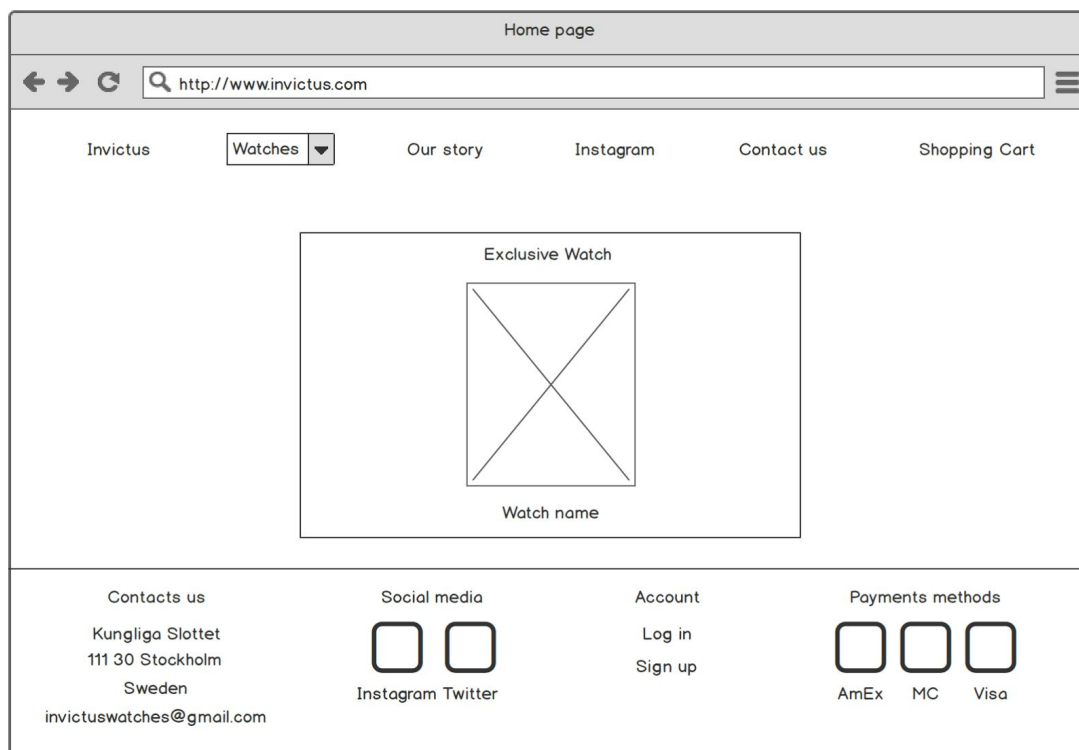 Home page
http://www.invictus.com
Invictus
Watches
Our story
Instagram
Contact us
Shopping Cart
Exclusive Watch
Watch name
Contacts us
Kungliga Slottet
111 30 Stockholm
Sweden
invictuswatches@gmail.com
Social media
Instagram
Twitter
Account
Log in
Sign up
Payments methods
AmEx
MC
Visa